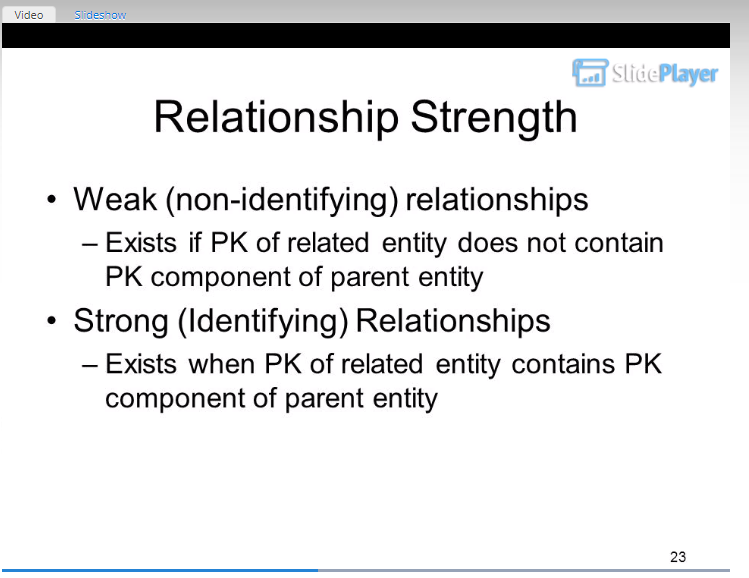 Video Slideshow
SlidePlayer
Relationship Strength
• Weak (non-identifying) relationships
– Exists if PK of related entity does not contain
PK component of parent entity
• Strong (Identifying) Relationships
– Exists when PK of related entity contains PK
component of parent entity
23